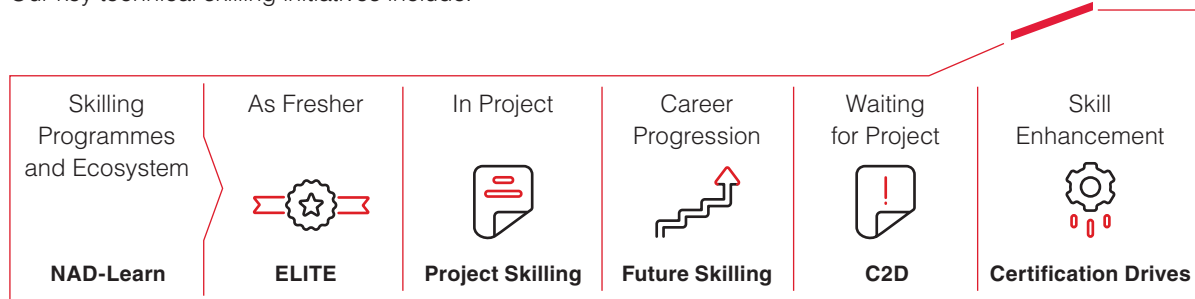 Our key technical skilling initiatives include:
Skilling
Programmes
and Ecosystem
NAD-Learn
As Fresher
ELITE
In Project
Project Skilling
Career
Progression
Future Skilling
Waiting
for Project
C2D
Skill
Enhancement
Certification Drives